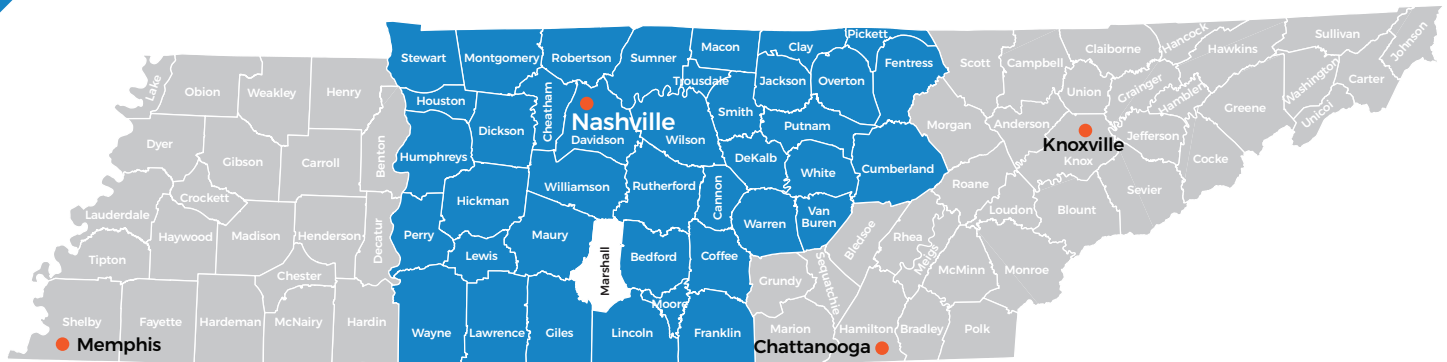 Stewart
Montgomery
Robertson
Sumner
Macon
Clay
Pickett
Fentress
Scott
Campbell
Claiborne
Hancock
Hawkins
Sullivan
Johnson
Lake
Obion
Weakley
Henry
Houston
Dickson
Cheatham
Nashville
Davidson
Trousdale
Smith
Jackson
Overton
Putnam
Wilson
Union
Grainger
Hamblen
Greene
Washington
Unicoi
Carter
Dyer
Gibson
Carroll
Benton
Humphreys
Hickman
Williamson
Rutherford
Cannon
DeKalb
White
Cumberland
Morgan
Anderson
Knoxville
Knox
Jefferson
Cocke
Sevier
Lauderdale
Crockett
Haywood
Madison
Henderson
Decatur
Perry
Lewis
Maury
Marshall
Bedford
Coffee
Warren
Van
Buren
Bledsoe
Rhea
Roane
Loudon
Blount
Tipton
Chester
Grundy
Sequatchie
Meigs
McMinn
Monroe
Shelby
Memphis
Fayette
Hardeman
McNairy
Hardin
Wayne
Lawrence
Giles
Lincoln
Moore
Franklin
Marion
Chattanooga
Hamilton
Bradley
Polk